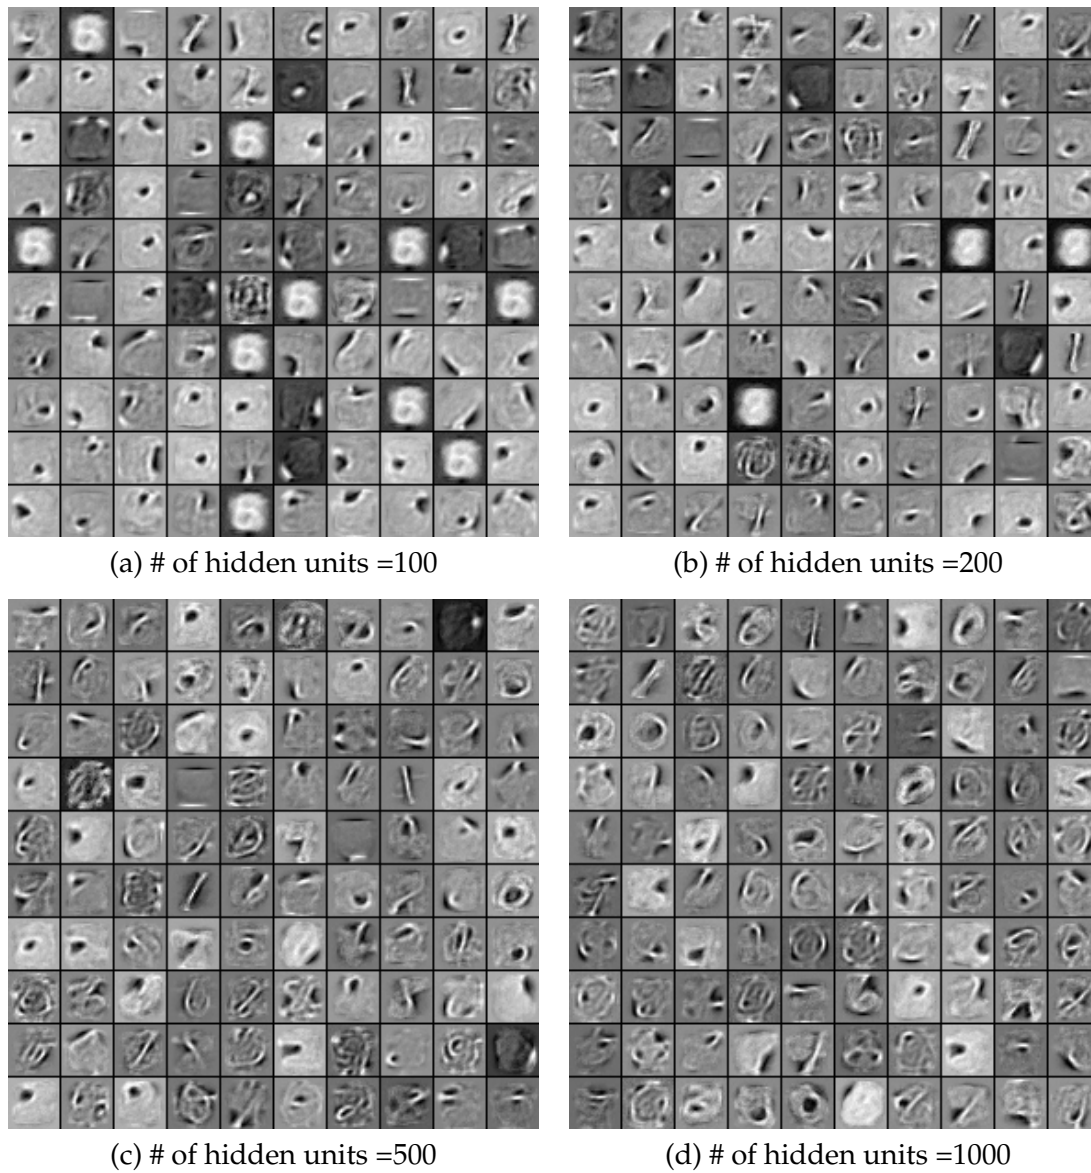 (a) # of hidden units =100
(b) # of hidden units =200
(c) # of hidden units =500
(d) # of hidden units =1000